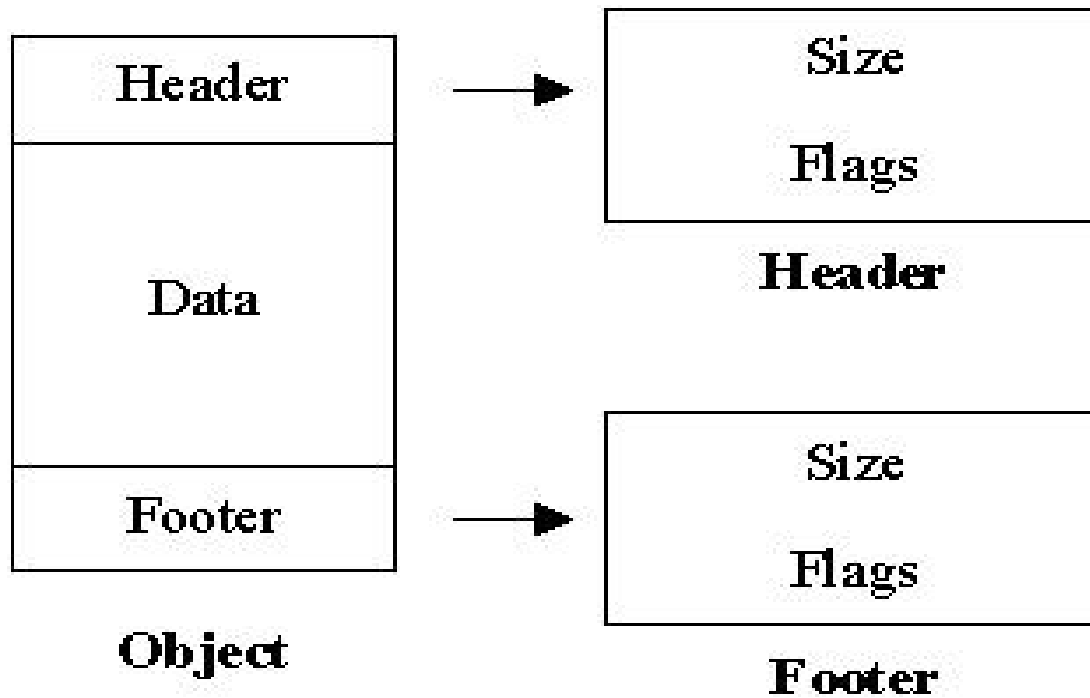 Header
Data
Footer
Object
Size
Flags
Header
Size
Flags
Footer